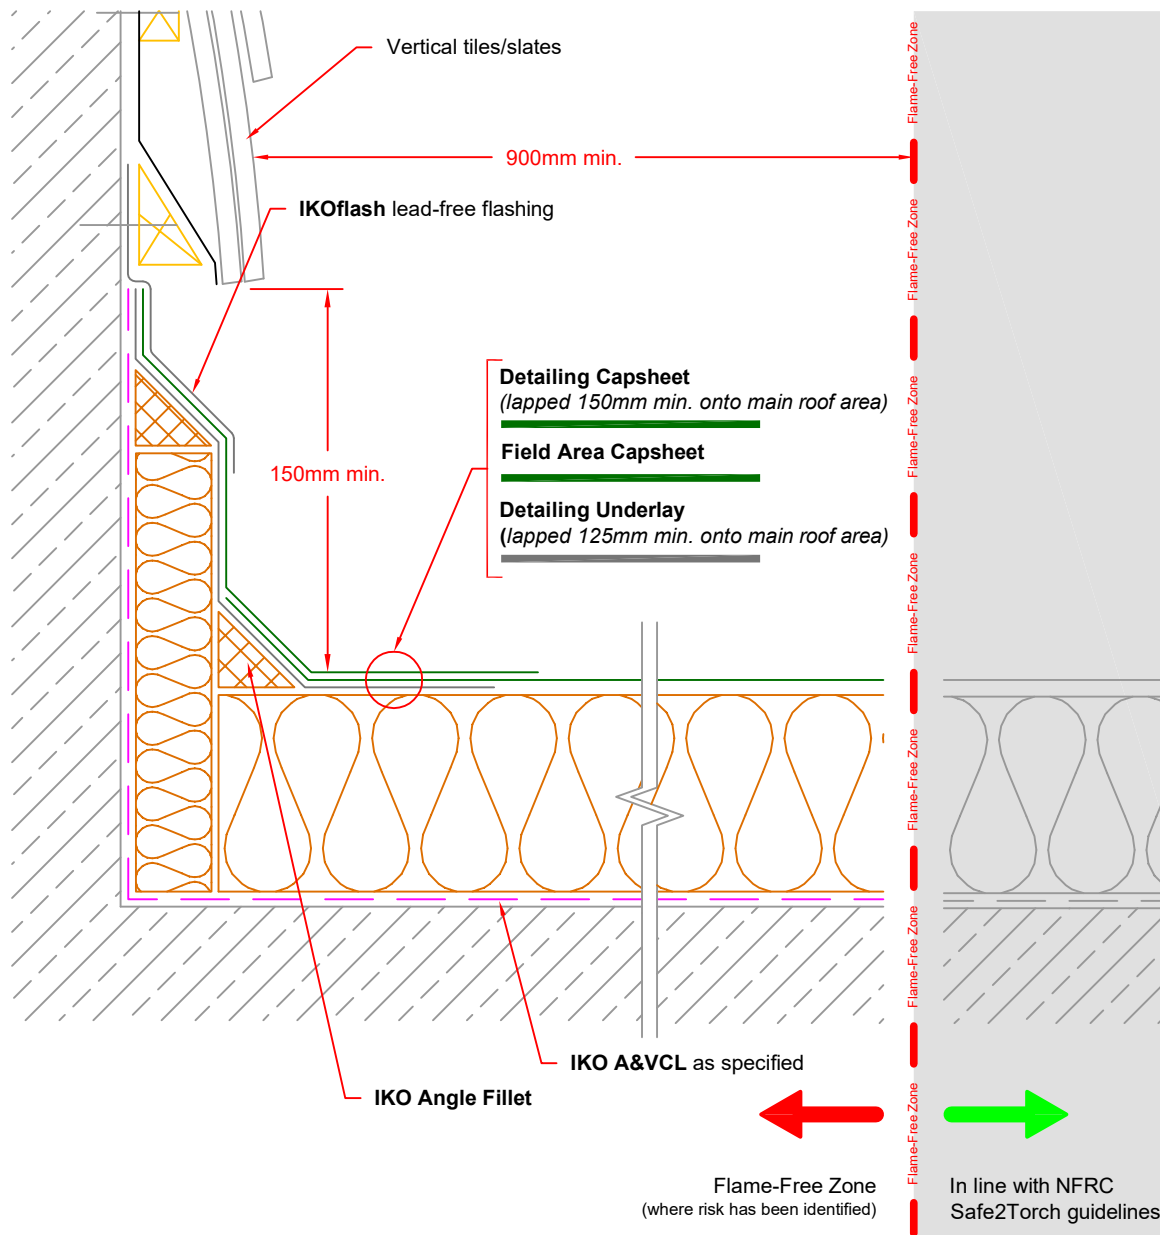 Vertical tiles/slates
900mm min.
IKOflash lead-free flashing
Detailing Capsheet
(lapped 150mm min. onto main roof area)
Field Area Capsheet
150mm min.
Detailing Underlay
(lapped 125mm min. onto main roof area)
IKO A&VCL as specified
IKO Angle Fillet
Flame-Free Zone
(where risk has been identified)
In line with NFRC
Safe2Torch guidelines
Flame-Free Zone
Flame-Free Zone
Flame-Free Zone
Flame-Free Zone
Flame-Free Zone
Flame-Free Zone
Flame-Free Zone